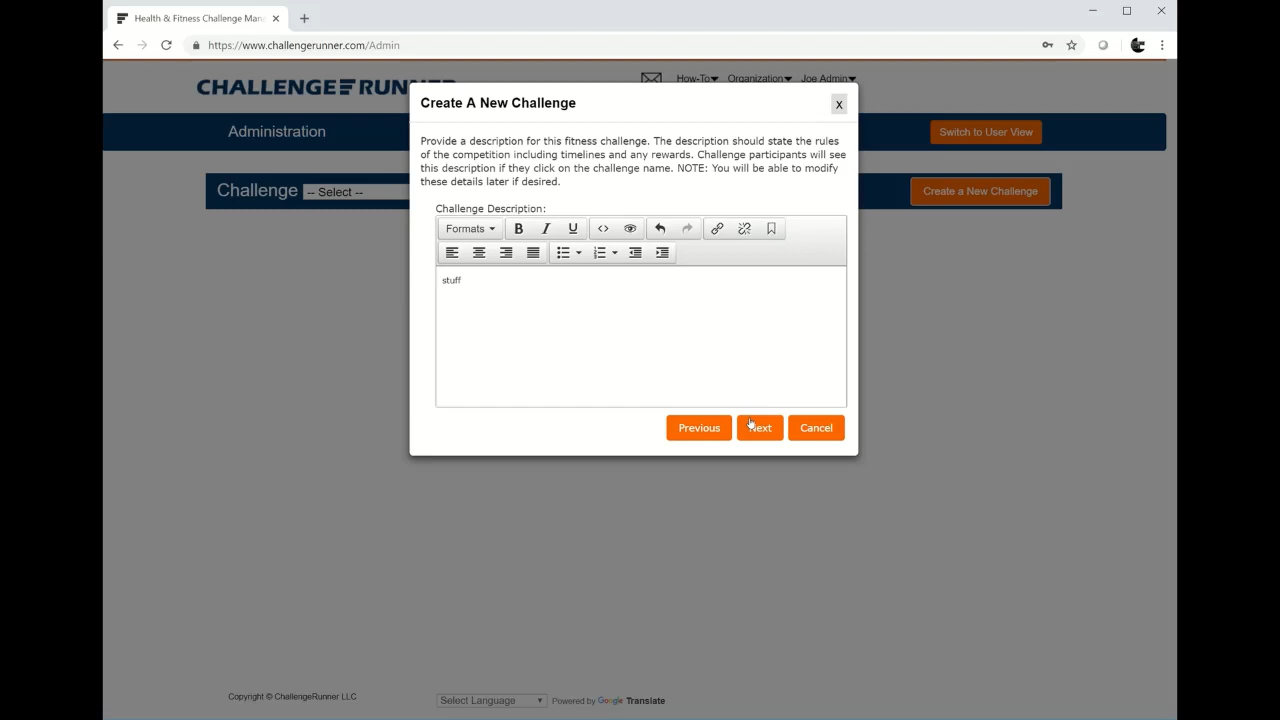 Health & Fitness Challenge Mana
https://www.challengerunner.com/Admin
CHALLENGE RUN
How-To Organization Joe Admin
Administration
Switch to User View
Challenge -- Select --
Create a New Challenge
Create A New Challenge
x
Provide a description for this fitness challenge. The description should state the rules
of the competition including timelines and any rewards. Challenge participants will see
this description if they click on the challenge name. NOTE: You will be able to modify
these details later if desired.
Challenge Description:
Formats B I U
stuff
Previous Next Cancel
Copyright © ChallengeRunner LLC
Select Language Powered by Google Translate